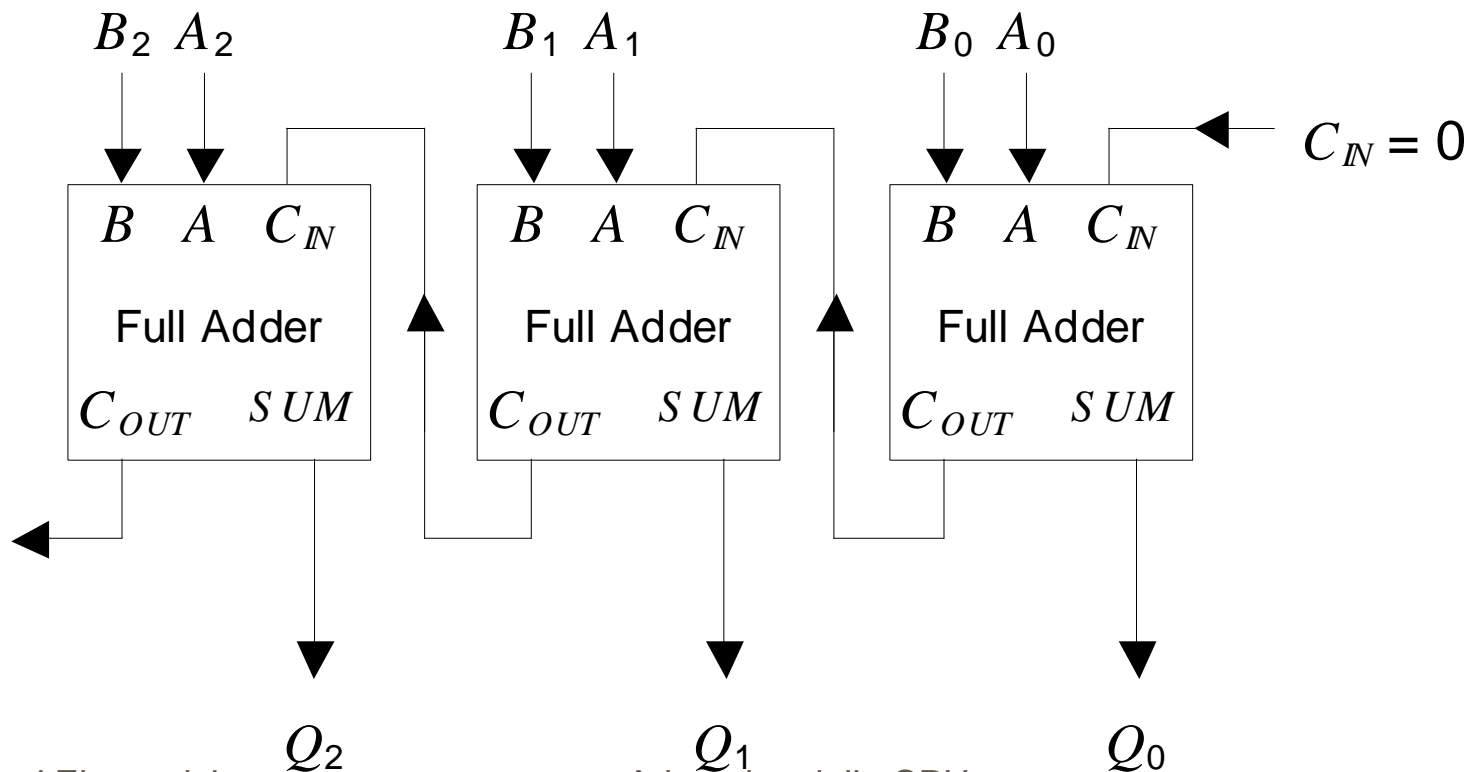 B2 A2 B1 A1 B0 A0
CIN = 0
B A CIN B A CIN B A CIN
Full Adder Full Adder Full Adder
COUT SUM COUT SUM COUT SUM
Q2 Q1 Q0